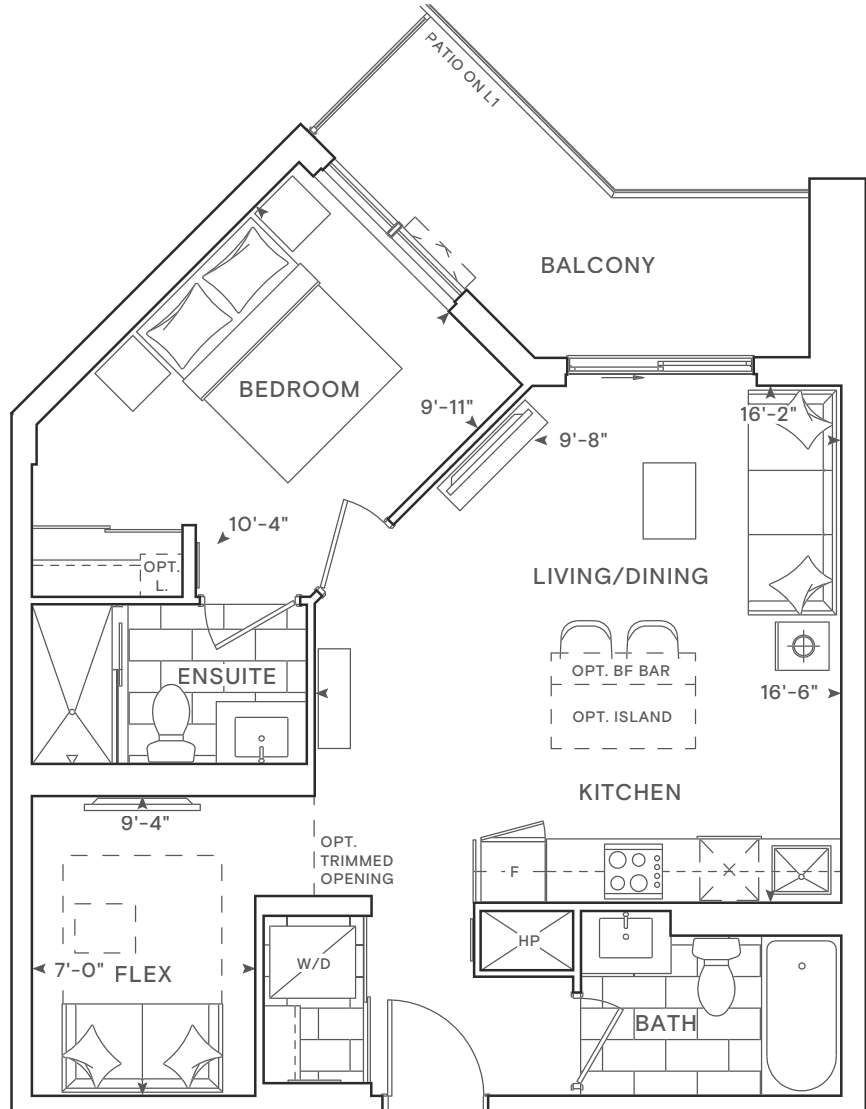 PATIO ON L1
BALCONY
BEDROOM
9'-11"
16'-2"
9'-8"
10'-4"
OPT.
L.
LIVING/DINING
ENSUITE
OPT. BF BAR
16'-6"
OPT. ISLAND
KITCHEN
9'-4"
OPT.
TRIMMED
OPENING
F
HP
W/D
7'-0"
FLEX
BATH